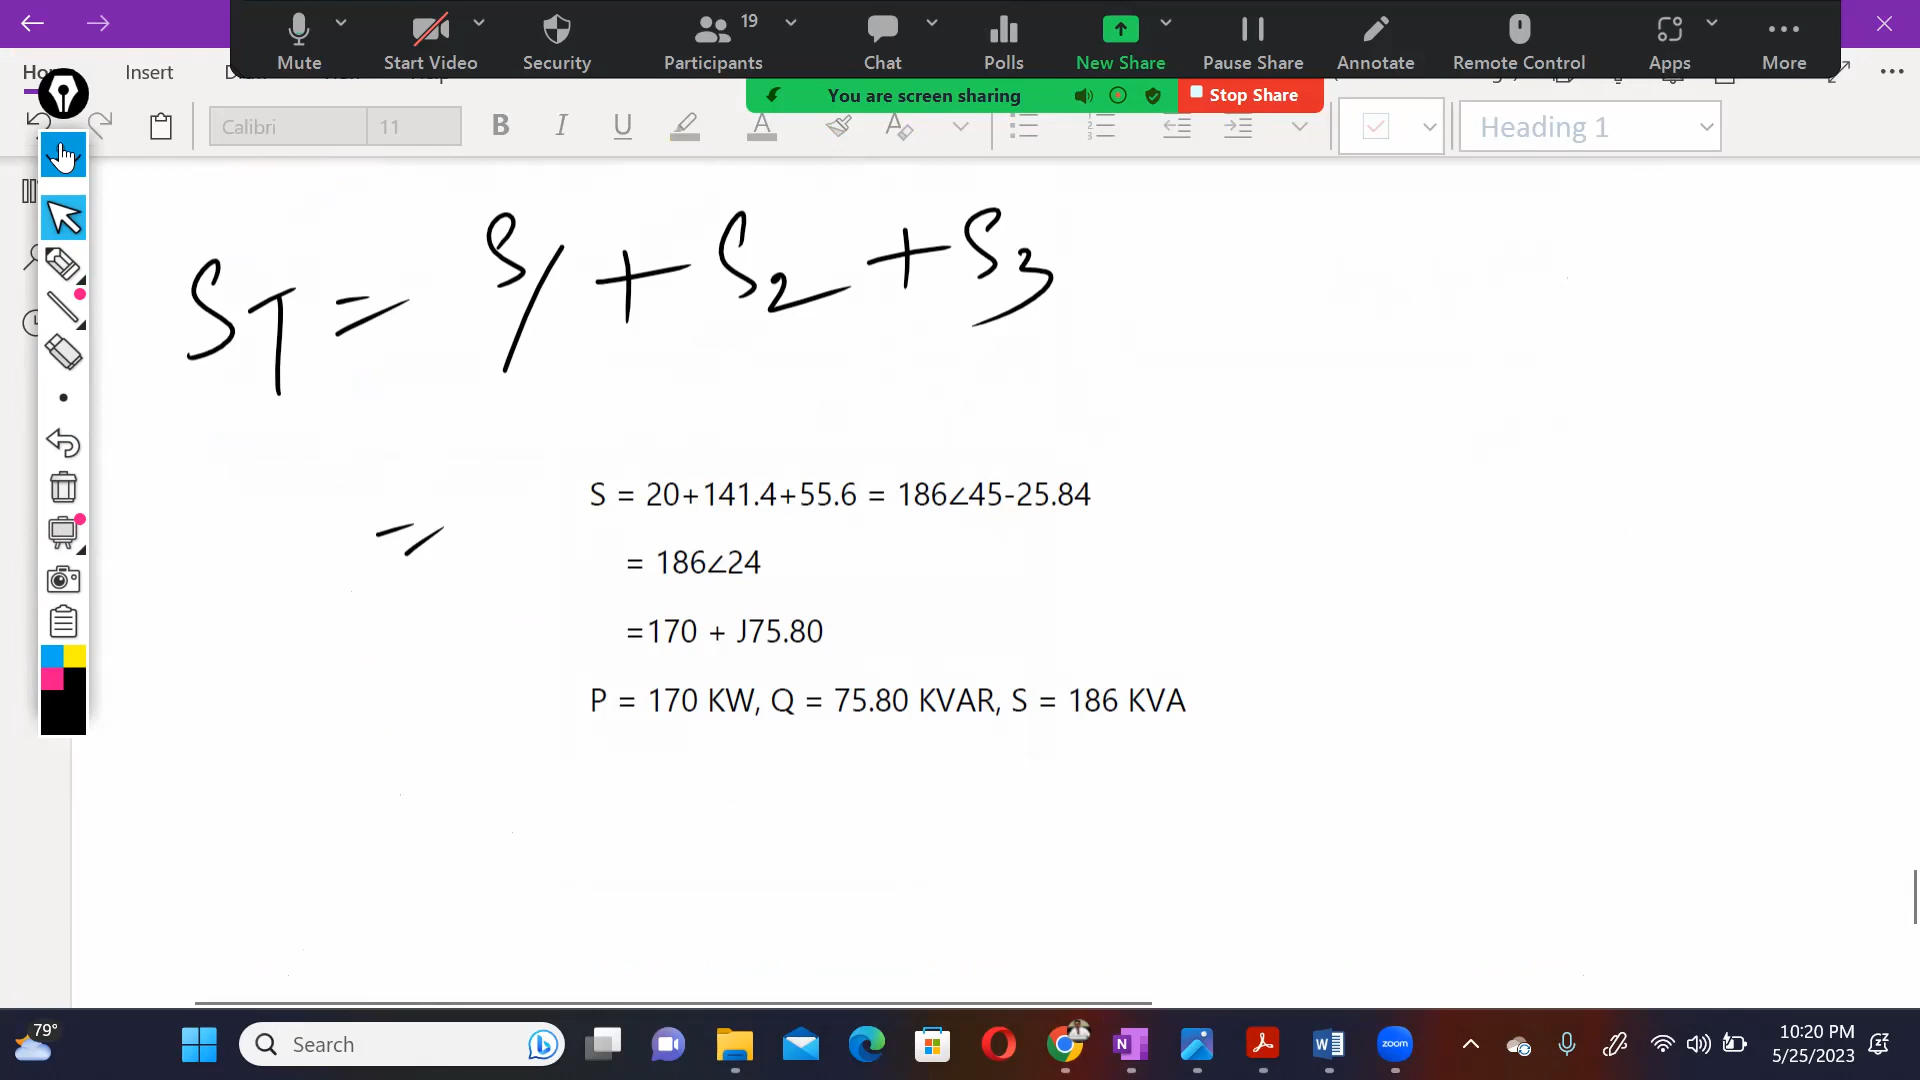 Mute
Start Video
Security
Participants
19
Chat
Polls
New Share
Pause Share
Annotate
Remote Control
Apps
More
Insert
You are screen sharing
Stop Share
Calibri
11
B
I
U
A
A
Heading 1
ST = S1 + S2 + S3
=
S = 20+141.4+55.6 = 186∠45-25.84
= 186∠24
=170 + J75.80
P = 170 KW, Q = 75.80 KVAR, S = 186 KVA
79°
Search
zoom
10:20 PM
5/25/2023